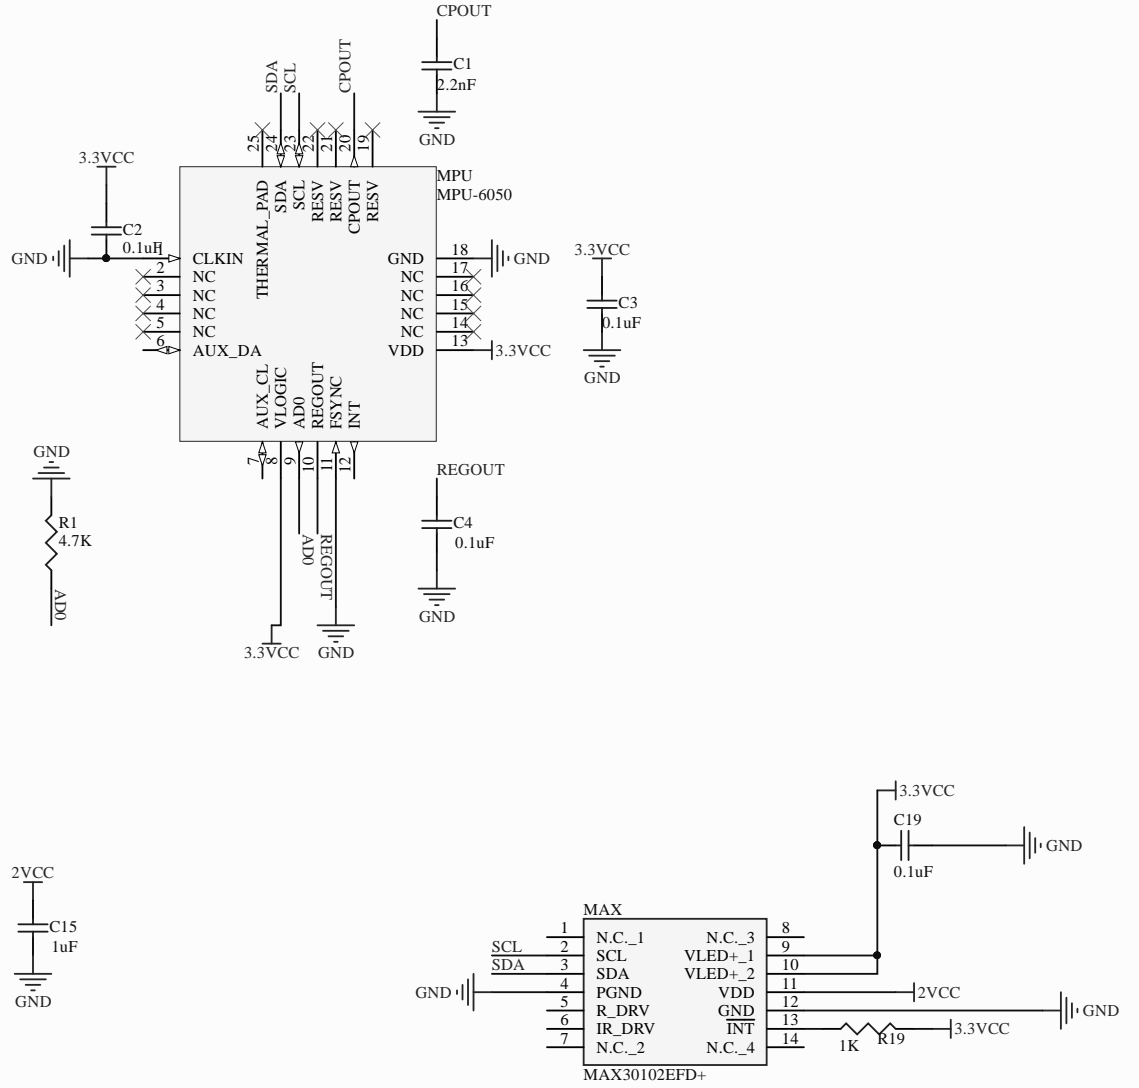 CPOUT
C1
2.2nF
GND
SDA
SCL
CPOUT
25
24
23
22
21
20
19
3.3VCC
C2
0.1uF
GND
MPU
MPU-6050
THERMAL_PAD
SDA
SCL
RESV
RESV
CPOUT
RESV
1
CLKIN
2
NC
3
NC
4
NC
5
NC
6
AUX_DA
GND
18
GND
NC
17
NC
16
NC
15
NC
14
VDD
13
3.3VCC
3.3VCC
C3
0.1uF
GND
AUX_CL
VLOGIC
AD0
REGOUT
FSYNC
INT
7
8
9
10
11
12
GND
R1
4.7K
AD0
AD0
REGOUT
3.3VCC
GND
REGOUT
C4
0.1uF
GND
3.3VCC
C19
0.1uF
GND
2VCC
C15
1uF
GND
MAX
1
N.C._1
N.C._3
8
SCL
2
SCL
VLED+_1
9
SDA
3
SDA
VLED+_2
10
GND
4
PGND
VDD
11
2VCC
5
R_DRV
GND
12
GND
6
IR_DRV
INT
13
1K
R19
3.3VCC
7
N.C._2
N.C._4
14
MAX30102EFD+